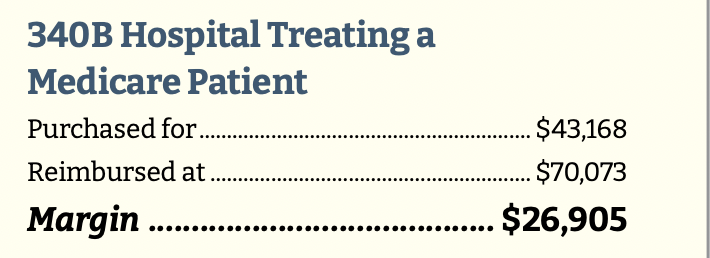 340B Hospital Treating a
Medicare Patient
Purchased for.............................................................. $43,168
Reimbursed at ............................................................ $70,073
Margin ..................................... $26,905